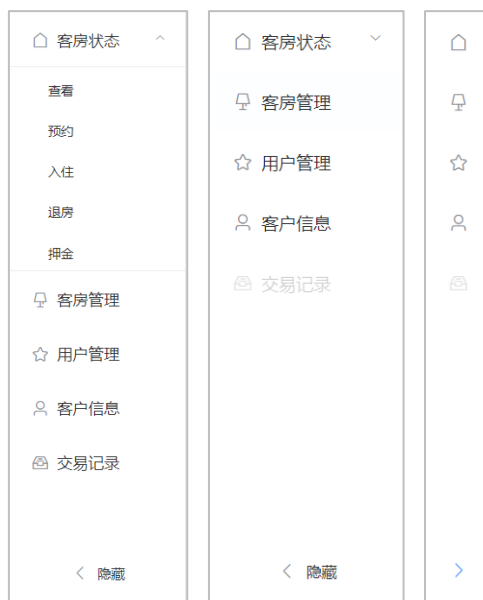 客房状态
查看
预约
入住
退房
押金
客房管理
用户管理
客户信息
交易记录
隐藏
客房状态
客房管理
用户管理
客户信息
交易记录
隐藏